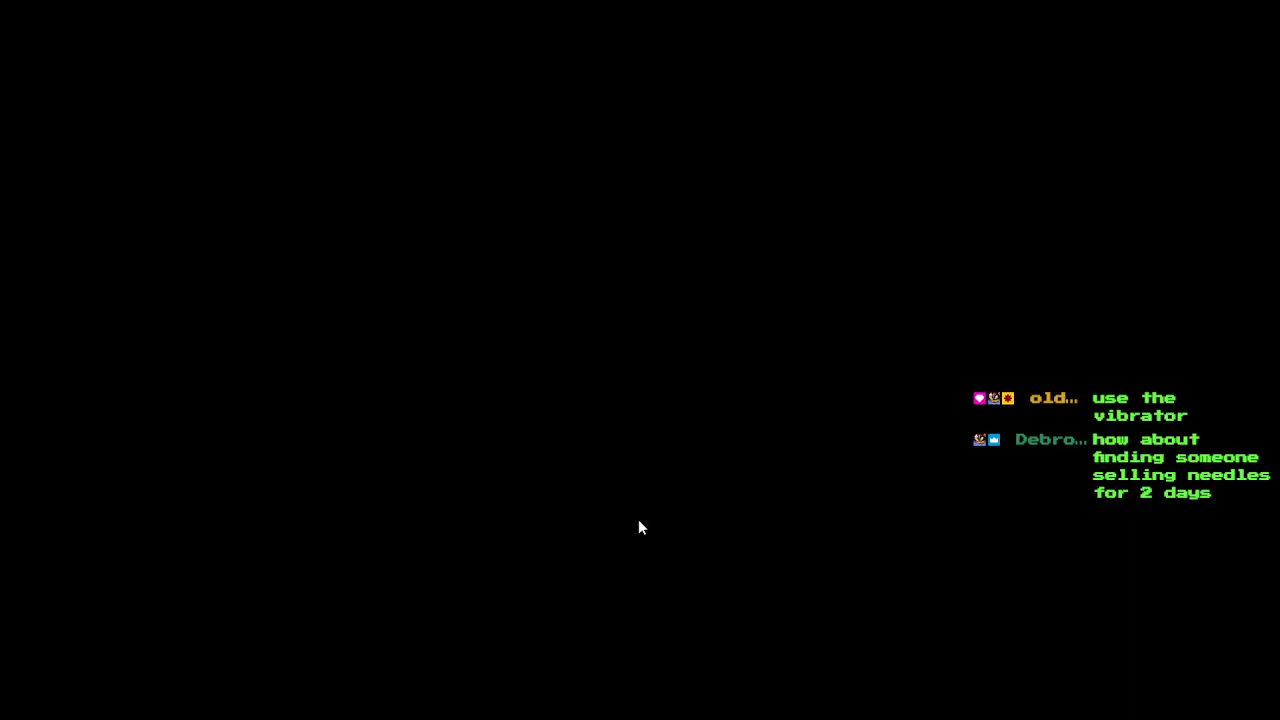 old... use the
vibrator
Debro... how about
finding someone
selling needles
for 2 days